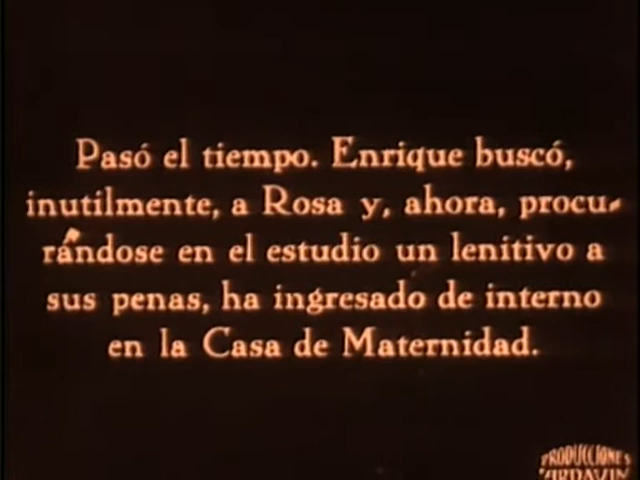 Pasó el tiempo. Enrique buscó,
inutilmente, a Rosa y, ahora, procu-
rándose en el estudio un lenitivo a
sus penas, ha ingresado de interno
en la Casa de Maternidad.
PRODUCCIONES
ARDAVIN